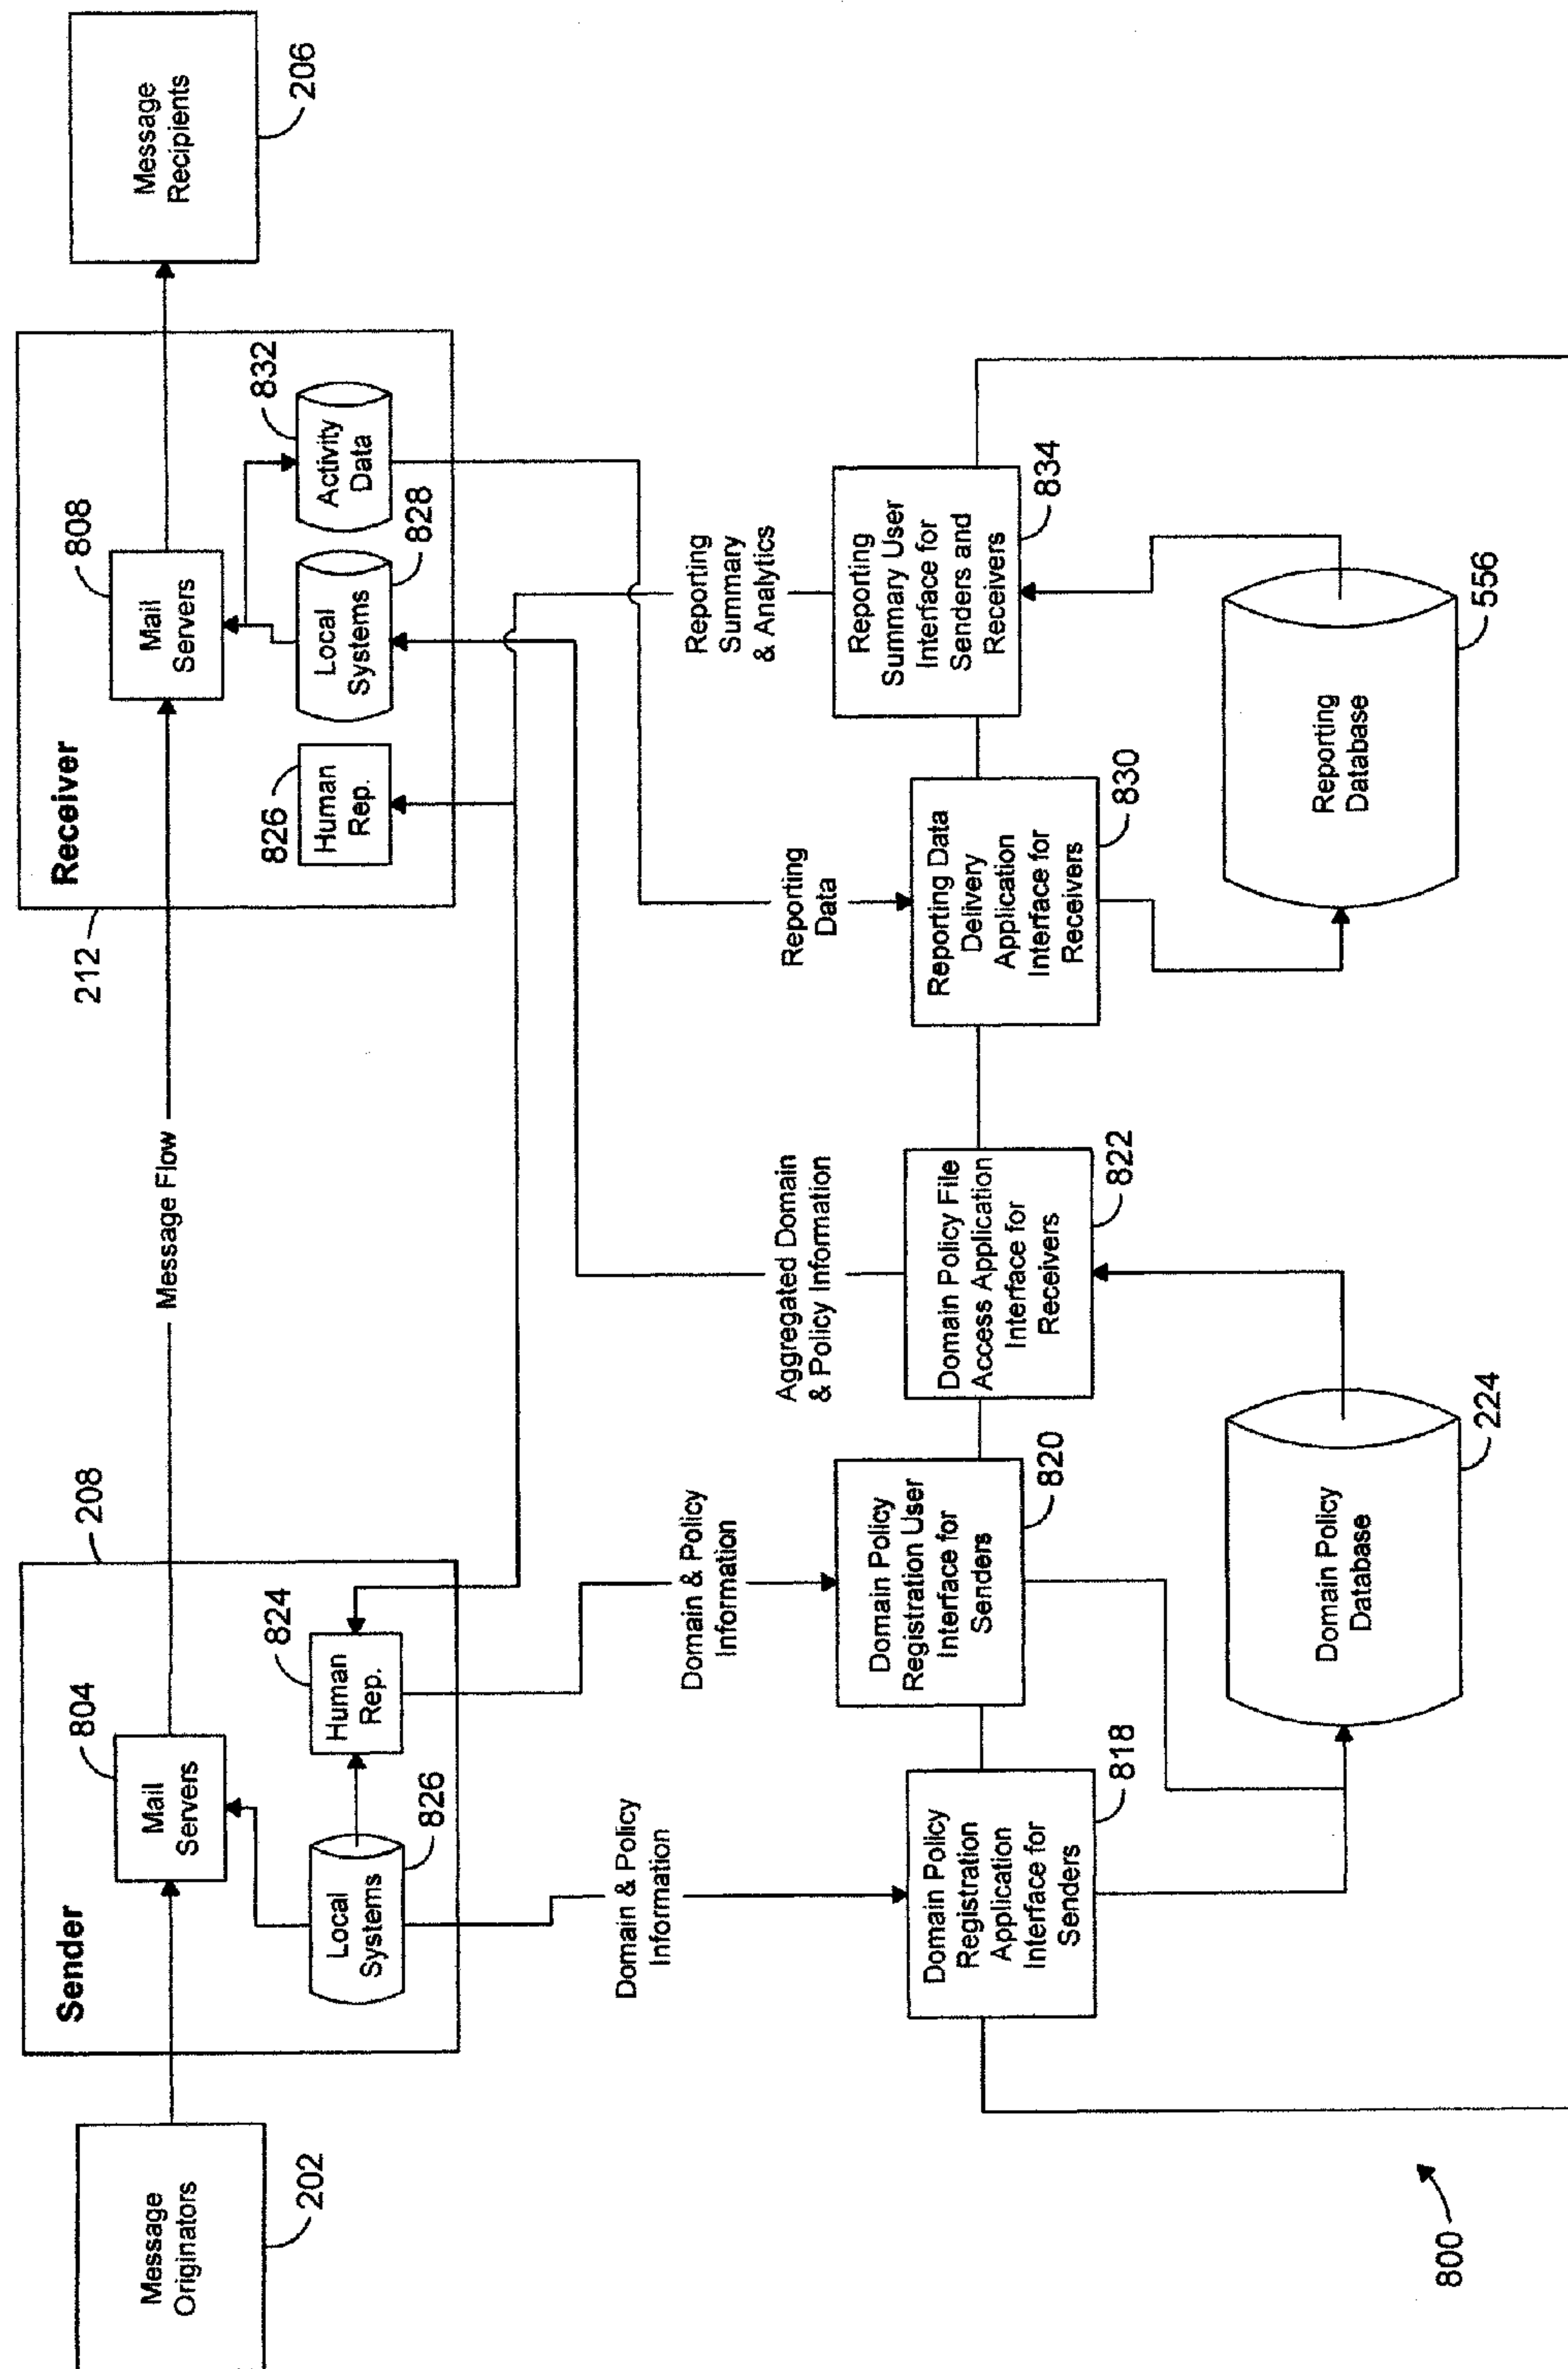 Message
Originators
202
Sender
208
Mail
Servers
804
Local
Systems
826
Human
Rep.
824
Message Flow
Receiver
212
Mail
Servers
808
Human
Rep.
826
Local
Systems
828
Activity
Data
832
Message
Recipients
206
Domain & Policy
Information
Domain & Policy
Information
Aggregated Domain
& Policy Information
Reporting
Data
Reporting
Summary
& Analytics
Domain Policy
Registration
Application
Interface for
Senders
818
Domain Policy
Registration User
Interface for
Senders
820
Domain Policy File
Access Application
Interface for
Receivers
822
Reporting Data
Delivery
Application
Interface for
Receivers
830
Reporting
Summary User
Interface for
Senders and
Receivers
834
Domain Policy
Database
224
Reporting
Database
556
800